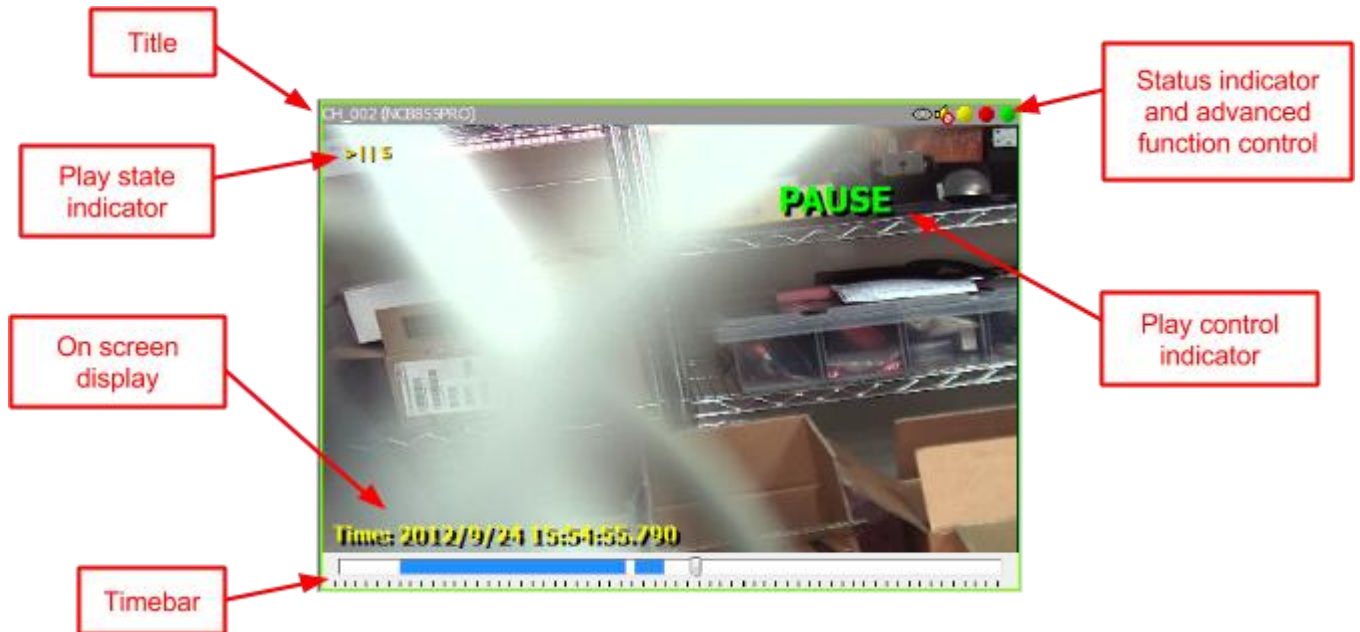 Title
Status indicator
and advanced
function control
CH_002 (NCB855PRO)
Play state
indicator
>||S
PAUSE
Play control
indicator
On screen
display
Time: 2012/9/24 15:54:55.790
Timebar